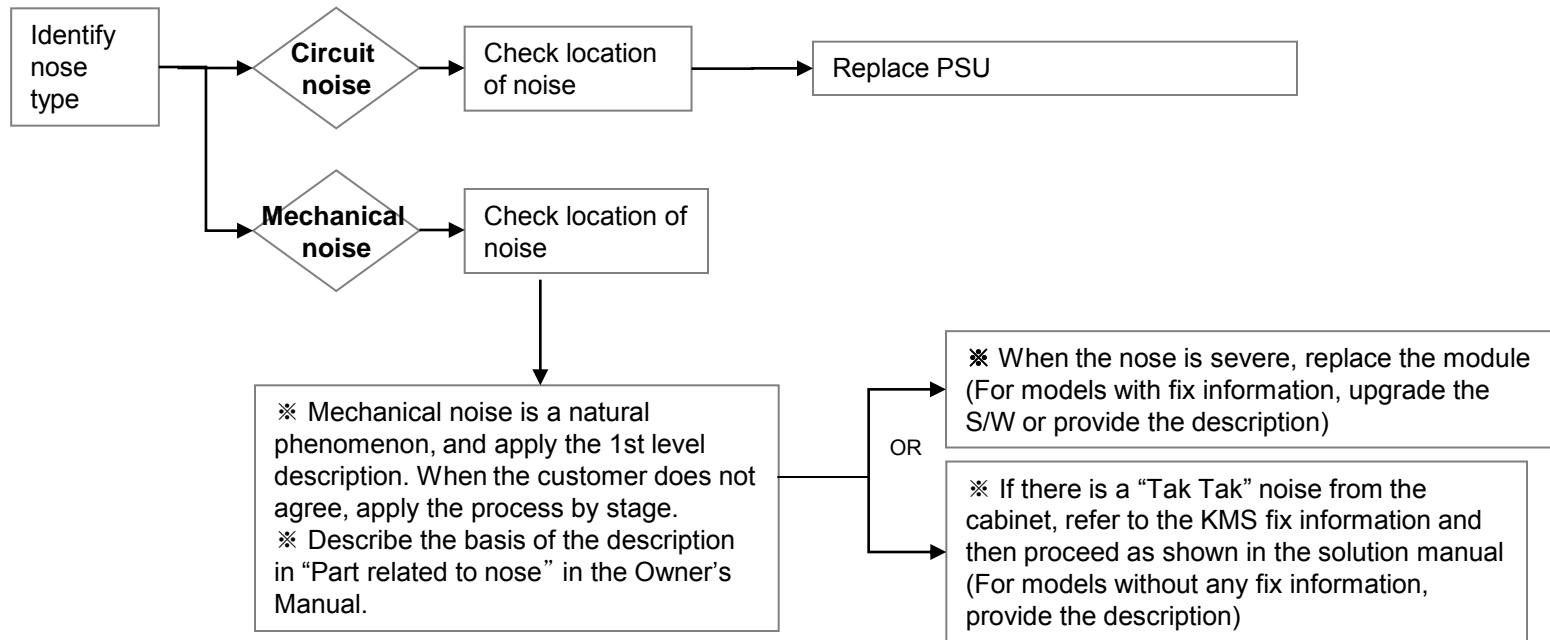 Identify
nose
type
Circuit
noise
Check location
of noise
Replace PSU
Mechanical
noise
Check location of
noise
※ Mechanical noise is a natural
phenomenon, and apply the 1st level
description. When the customer does not
agree, apply the process by stage.
※ Describe the basis of the description
in “Part related to nose” in the Owner’s
Manual.
OR
※ When the nose is severe, replace the module
(For models with fix information, upgrade the
S/W or provide the description)
※ If there is a “Tak Tak” noise from the
cabinet, refer to the KMS fix information and
then proceed as shown in the solution manual
(For models without any fix information,
provide the description)